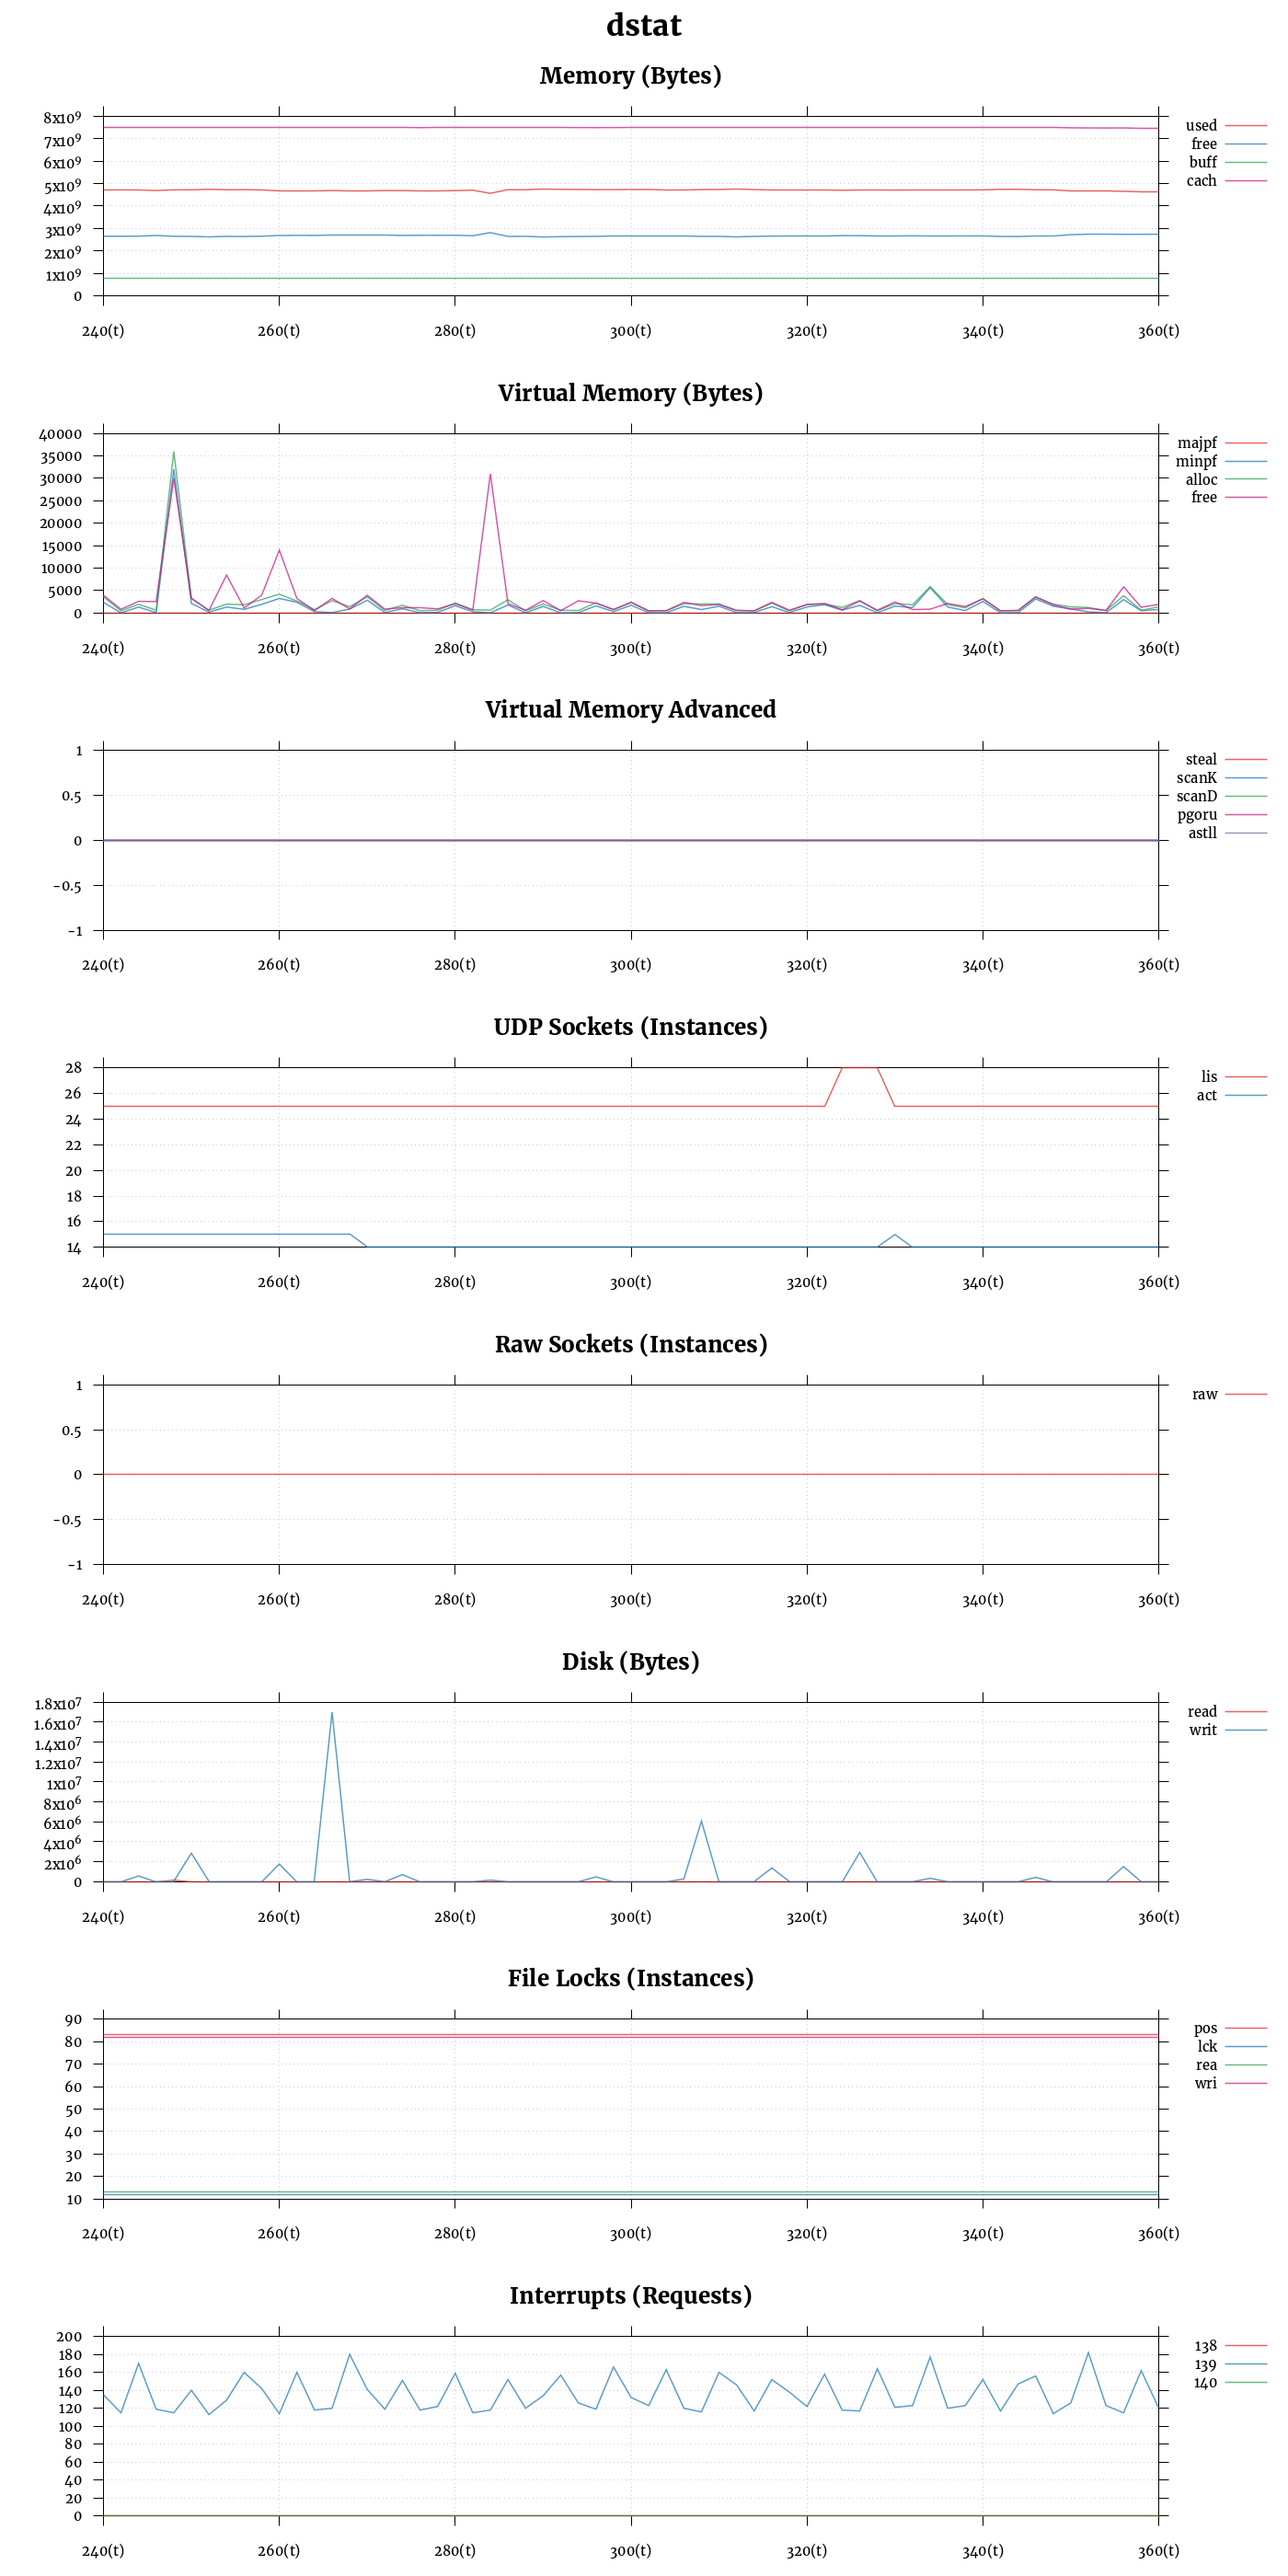 dstat
Memory (Bytes)
8x10⁹
7x10⁹
6x10⁹
5x10⁹
4x10⁹
3x10⁹
2x10⁹
1x10⁹
0
240(t) 260(t) 280(t) 300(t) 320(t) 340(t) 360(t)
used
free
buff
cach
Virtual Memory (Bytes)
40000
35000
30000
25000
20000
15000
10000
5000
0
240(t) 260(t) 280(t) 300(t) 320(t) 340(t) 360(t)
majpf
minpf
alloc
free
Virtual Memory Advanced
1
0.5
0
-0.5
-1
240(t) 260(t) 280(t) 300(t) 320(t) 340(t) 360(t)
steal
scanK
scanD
pgoru
astll
UDP Sockets (Instances)
28
26
24
22
20
18
16
14
240(t) 260(t) 280(t) 300(t) 320(t) 340(t) 360(t)
lis
act
Raw Sockets (Instances)
1
0.5
0
-0.5
-1
240(t) 260(t) 280(t) 300(t) 320(t) 340(t) 360(t)
raw
Disk (Bytes)
1.8x10⁷
1.6x10⁷
1.4x10⁷
1.2x10⁷
1x10⁷
8x10⁶
6x10⁶
4x10⁶
2x10⁶
0
240(t) 260(t) 280(t) 300(t) 320(t) 340(t) 360(t)
read
writ
File Locks (Instances)
90
80
70
60
50
40
30
20
10
240(t) 260(t) 280(t) 300(t) 320(t) 340(t) 360(t)
pos
lck
rea
wri
Interrupts (Requests)
200
180
160
140
120
100
80
60
40
20
0
240(t) 260(t) 280(t) 300(t) 320(t) 340(t) 360(t)
138
139
140